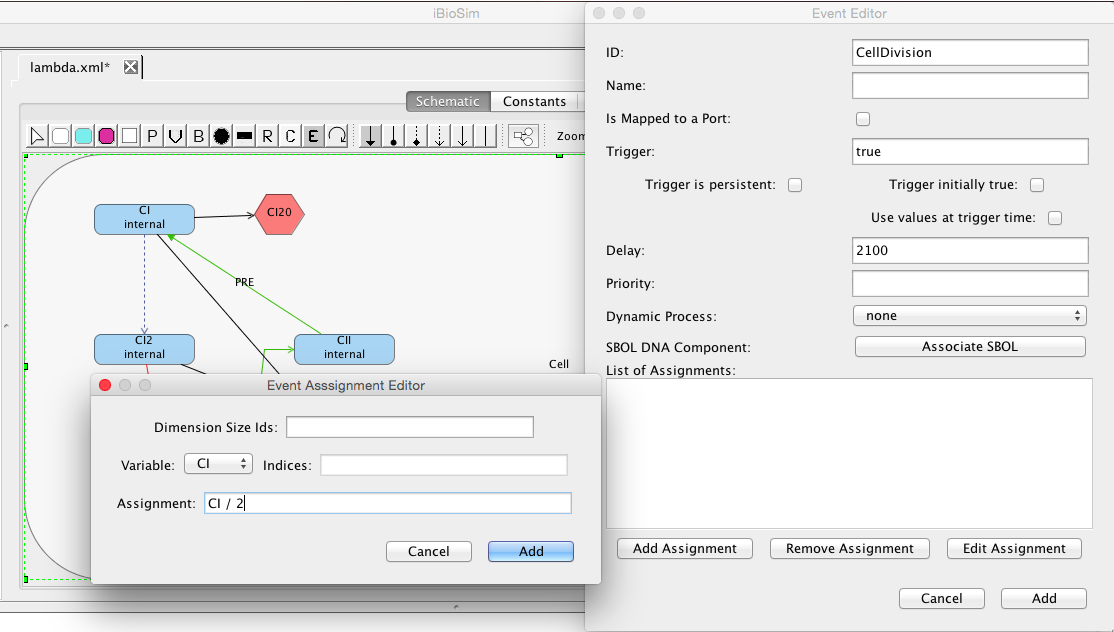 iBioSim
lambda.xml*
Schematic
Constants
P
V
B
R
C
E
Zoom
CI
internal
CI20
PRE
CI2
internal
CII
internal
Cell
Event Asssignment Editor
Dimension Size Ids:
Variable: CI Indices:
Assignment: CI / 2
Cancel Add
Event Editor
ID: CellDivision
Name:
Is Mapped to a Port:
Trigger: true
Trigger is persistent: Trigger initially true:
Use values at trigger time:
Delay: 2100
Priority:
Dynamic Process: none
SBOL DNA Component: Associate SBOL
List of Assignments:
Add Assignment Remove Assignment Edit Assignment
Cancel Add